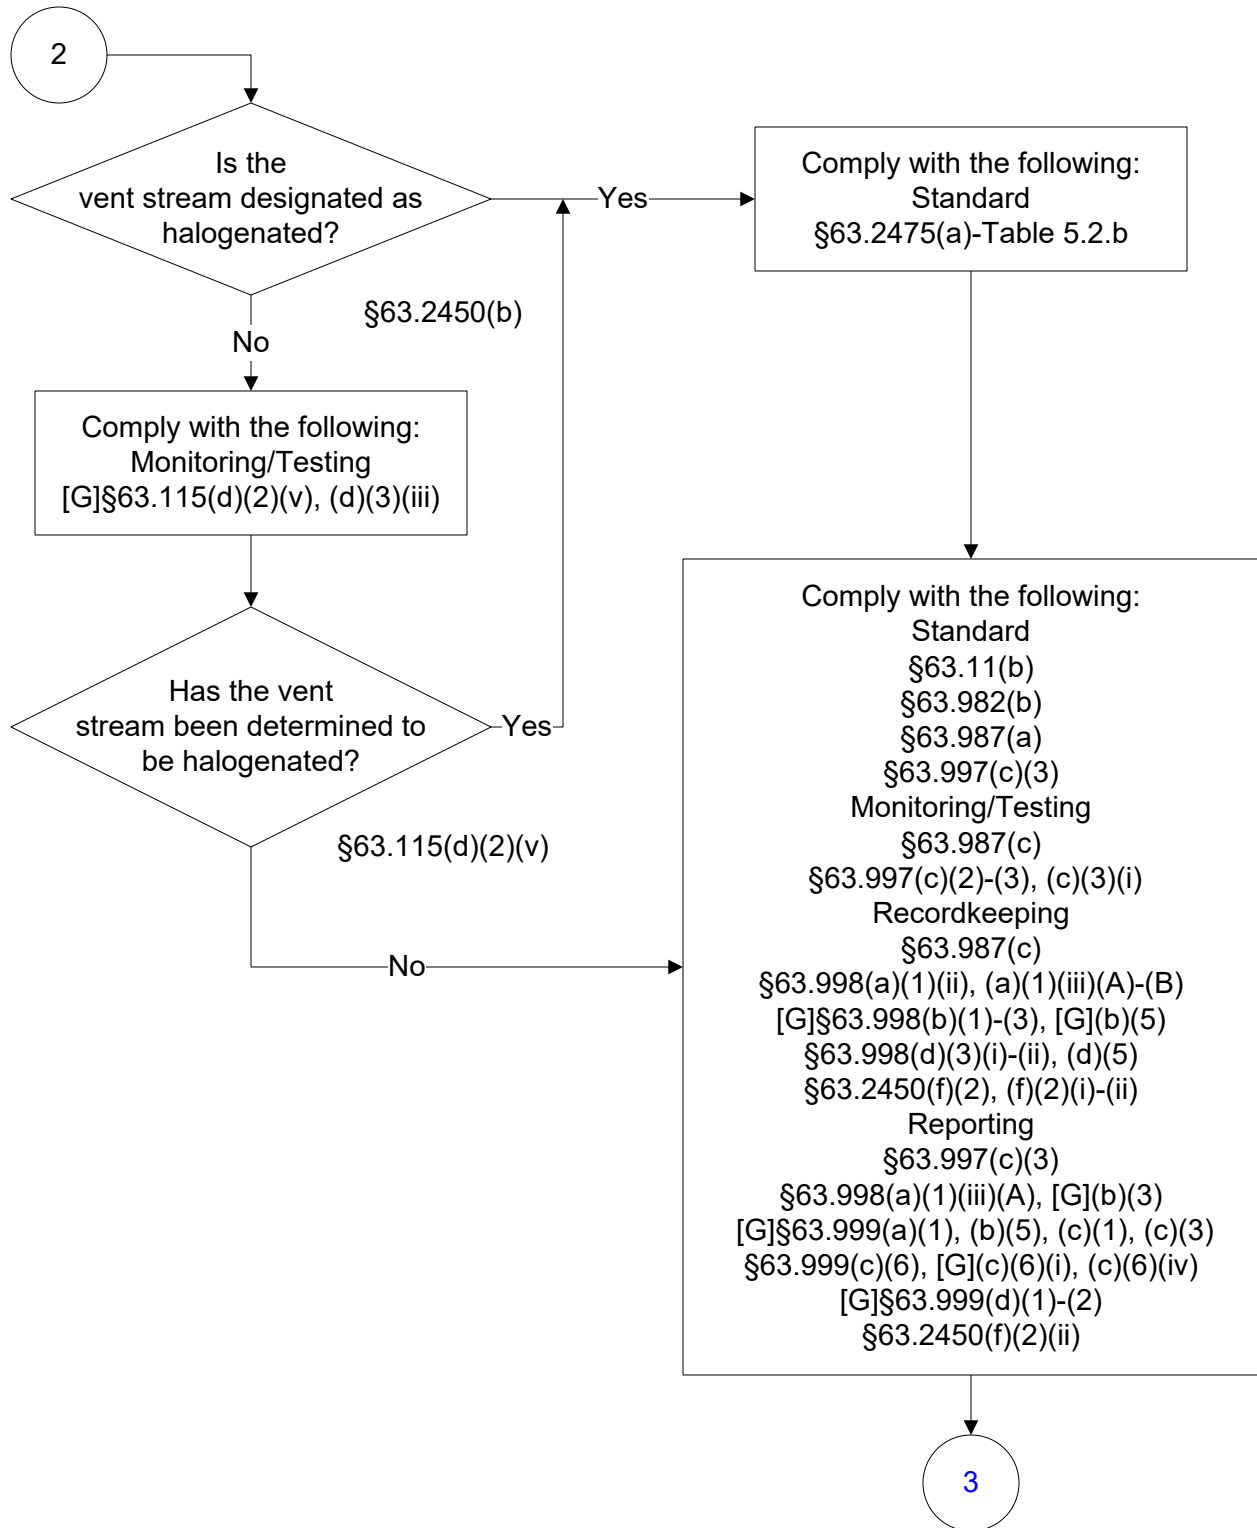 2
Is the
vent stream designated as
halogenated?
Yes
Comply with the following:
Standard
§63.2475(a)-Table 5.2.b
§63.2450(b)
No
Comply with the following:
Monitoring/Testing
[G]§63.115(d)(2)(v), (d)(3)(iii)
Has the vent
stream been determined to
be halogenated?
Yes
§63.115(d)(2)(v)
No
Comply with the following:
Standard
§63.11(b)
§63.982(b)
§63.987(a)
§63.997(c)(3)
Monitoring/Testing
§63.987(c)
§63.997(c)(2)-(3), (c)(3)(i)
Recordkeeping
§63.987(c)
§63.998(a)(1)(ii), (a)(1)(iii)(A)-(B)
[G]§63.998(b)(1)-(3), [G](b)(5)
§63.998(d)(3)(i)-(ii), (d)(5)
§63.2450(f)(2), (f)(2)(i)-(ii)
Reporting
§63.997(c)(3)
§63.998(a)(1)(iii)(A), [G](b)(3)
[G]§63.999(a)(1), (b)(5), (c)(1), (c)(3)
§63.999(c)(6), [G](c)(6)(i), (c)(6)(iv)
[G]§63.999(d)(1)-(2)
§63.2450(f)(2)(ii)
3